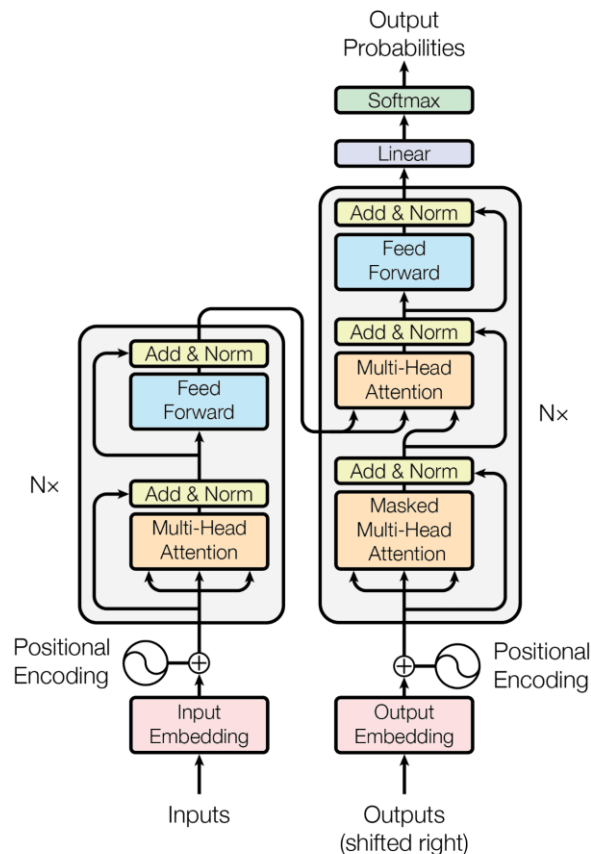 Output
Probabilities
Softmax
Linear
Add & Norm
Feed
Forward
Add & Norm
Multi-Head
Attention
Add & Norm
Masked
Multi-Head
Attention
Nx
Add & Norm
Feed
Forward
Add & Norm
Multi-Head
Attention
Nx
Positional
Encoding
Positional
Encoding
Input
Embedding
Output
Embedding
Inputs
Outputs
(shifted right)